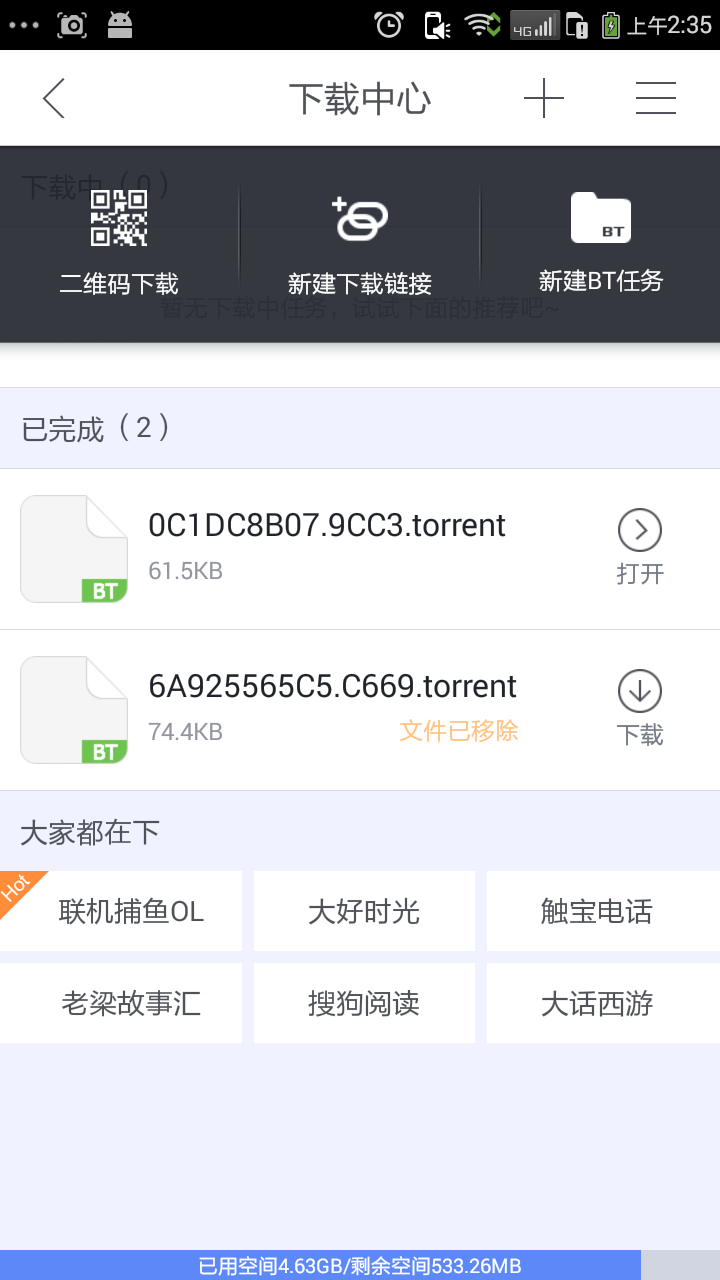 4G
上午2:35
下载中心
下载中（0）
二维码下载
新建下载链接
新建BT任务
暂无下载中任务，试试下面的推荐吧~
已完成（2）
0C1DC8B07.9CC3.torrent
61.5KB
BT
打开
6A925565C5.C669.torrent
74.4KB
文件已移除
BT
下载
大家都在下
Hot
联机捕鱼OL
大好时光
触宝电话
老梁故事汇
搜狗阅读
大话西游
已用空间4.63GB/剩余空间533.26MB